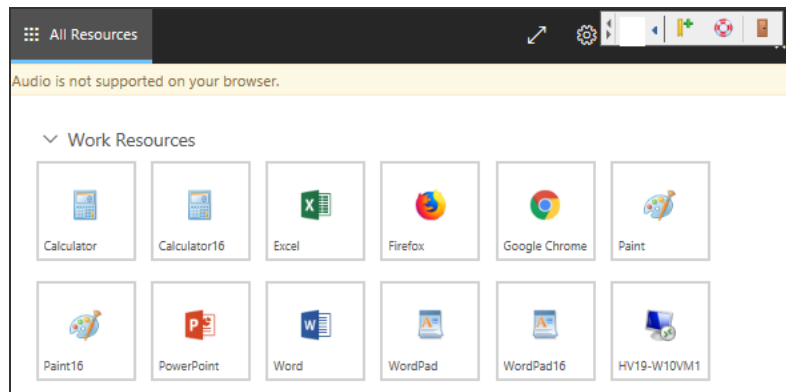 All Resources
Audio is not supported on your browser.
Work Resources
Calculator
Calculator16
Excel
Firefox
Google Chrome
Paint
Paint16
PowerPoint
Word
WordPad
WordPad16
HV19-W10VM1